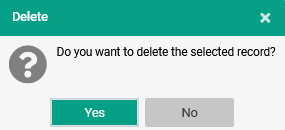 Delete
Do you want to delete the selected record?
Yes
No